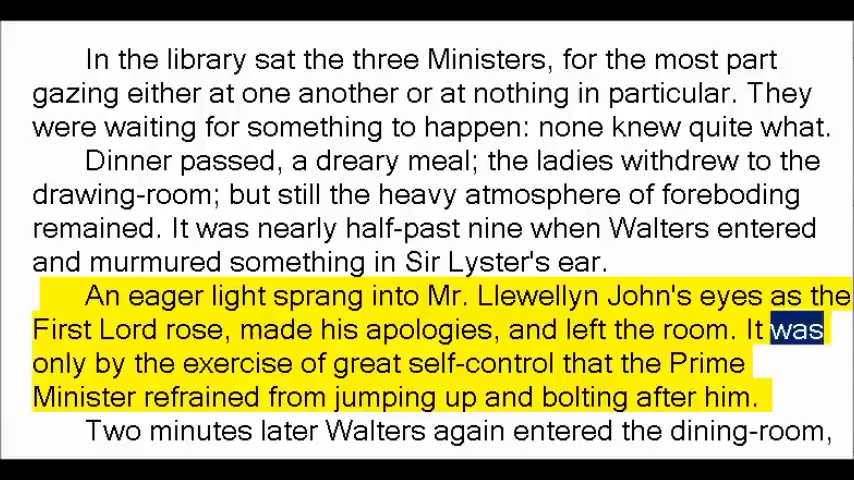 In the library sat the three Ministers, for the most part
gazing either at one another or at nothing in particular. They
were waiting for something to happen: none knew quite what.
Dinner passed, a dreary meal; the ladies withdrew to the
drawing-room; but still the heavy atmosphere of foreboding
remained. It was nearly half-past nine when Walters entered
and murmured something in Sir Lyster's ear.
An eager light sprang into Mr. Llewellyn John's eyes as the
First Lord rose, made his apologies, and left the room. It was
only by the exercise of great self-control that the Prime
Minister refrained from jumping up and bolting after him.
Two minutes later Walters again entered the dining-room,